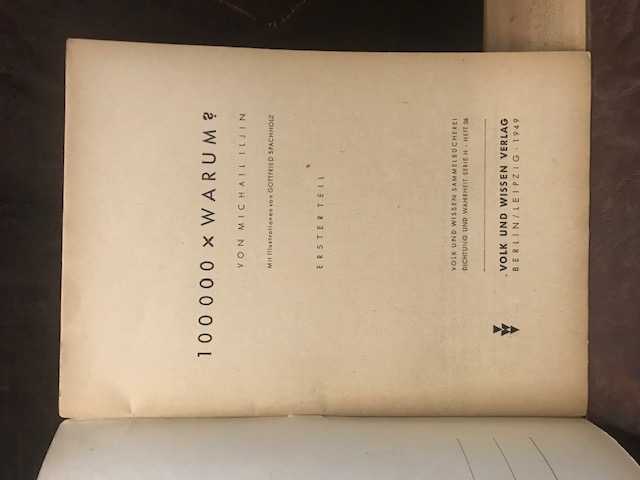 100000 × WARUM?
VON MICHAIL ILJIN
Mit Illustrationen von GOTTFRIED SPACHHOLZ
ERSTER TEIL
VOLK UND WISSEN SAMMELBÜCHEREI
DICHTUNG UND WAHRHEIT SERIE H · HEFT 26
VOLK UND WISSEN VERLAG
BERLIN/LEIPZIG · 1949